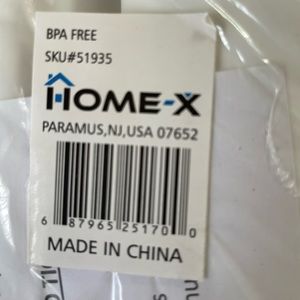 BPA FREE
SKU#51935
HOME-X
PARAMUS,NJ,USA 07652
6 87965 25170 0
MADE IN CHINA